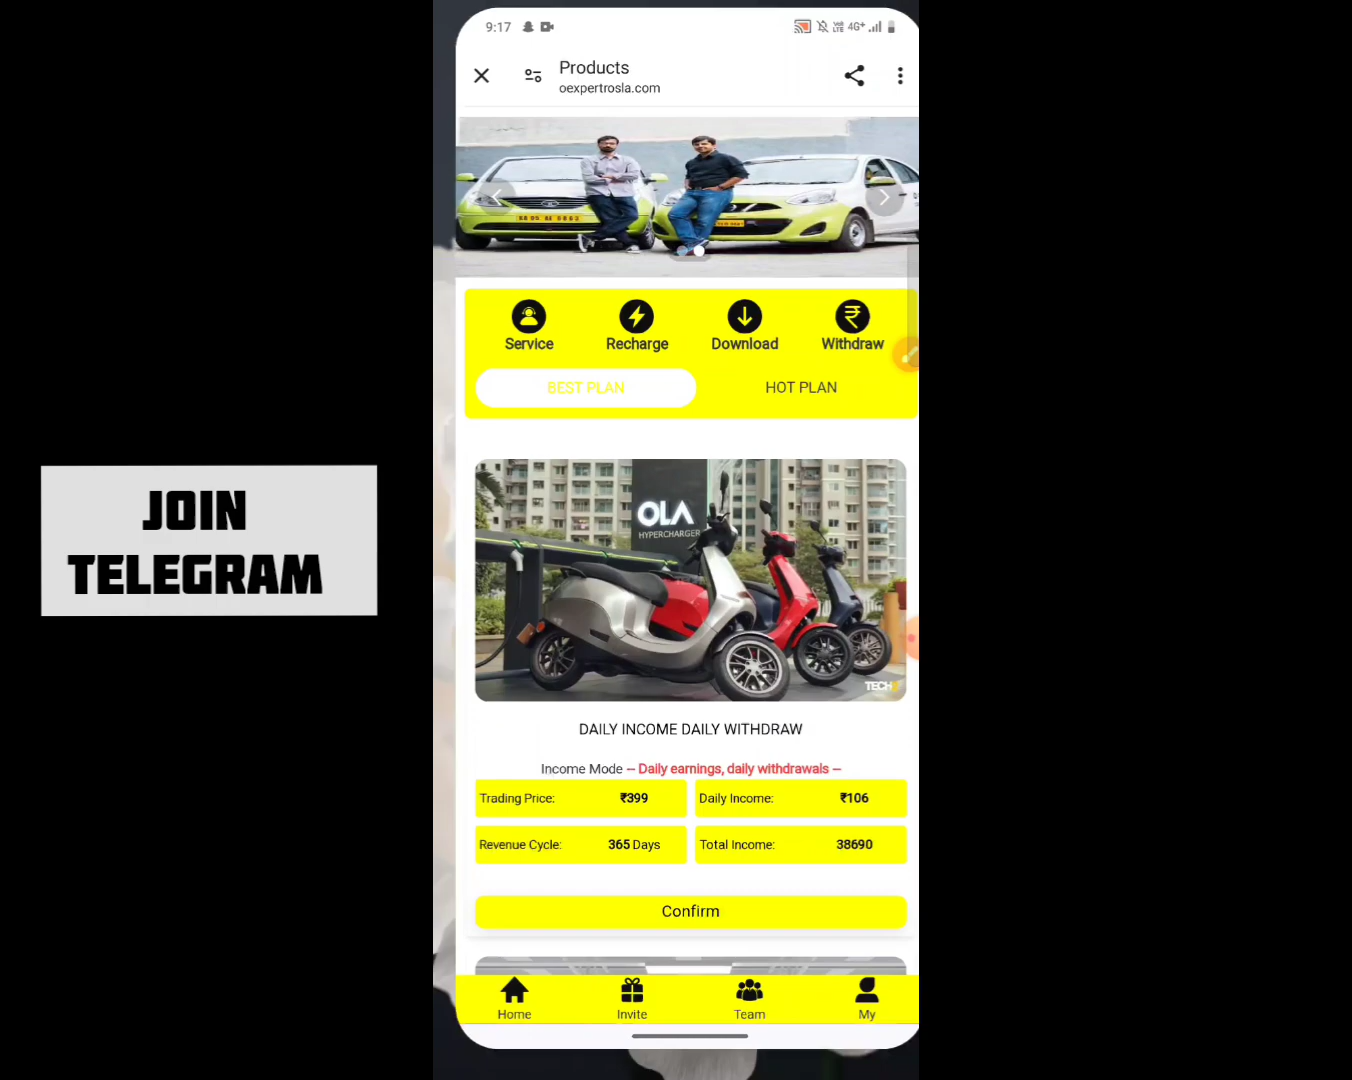 9:17
4G+
Products
oexpertrosla.com
Service
Recharge
Download
Withdraw
BEST PLAN
HOT PLAN
JOIN
TELEGRAM
OLA
HYPERCHARGER
DAILY INCOME DAILY WITHDRAW
Income Mode -- Daily earnings, daily withdrawals --
Trading Price: ₹399
Daily Income: ₹106
Revenue Cycle: 365 Days
Total Income: 38690
Confirm
Home
Invite
Team
My